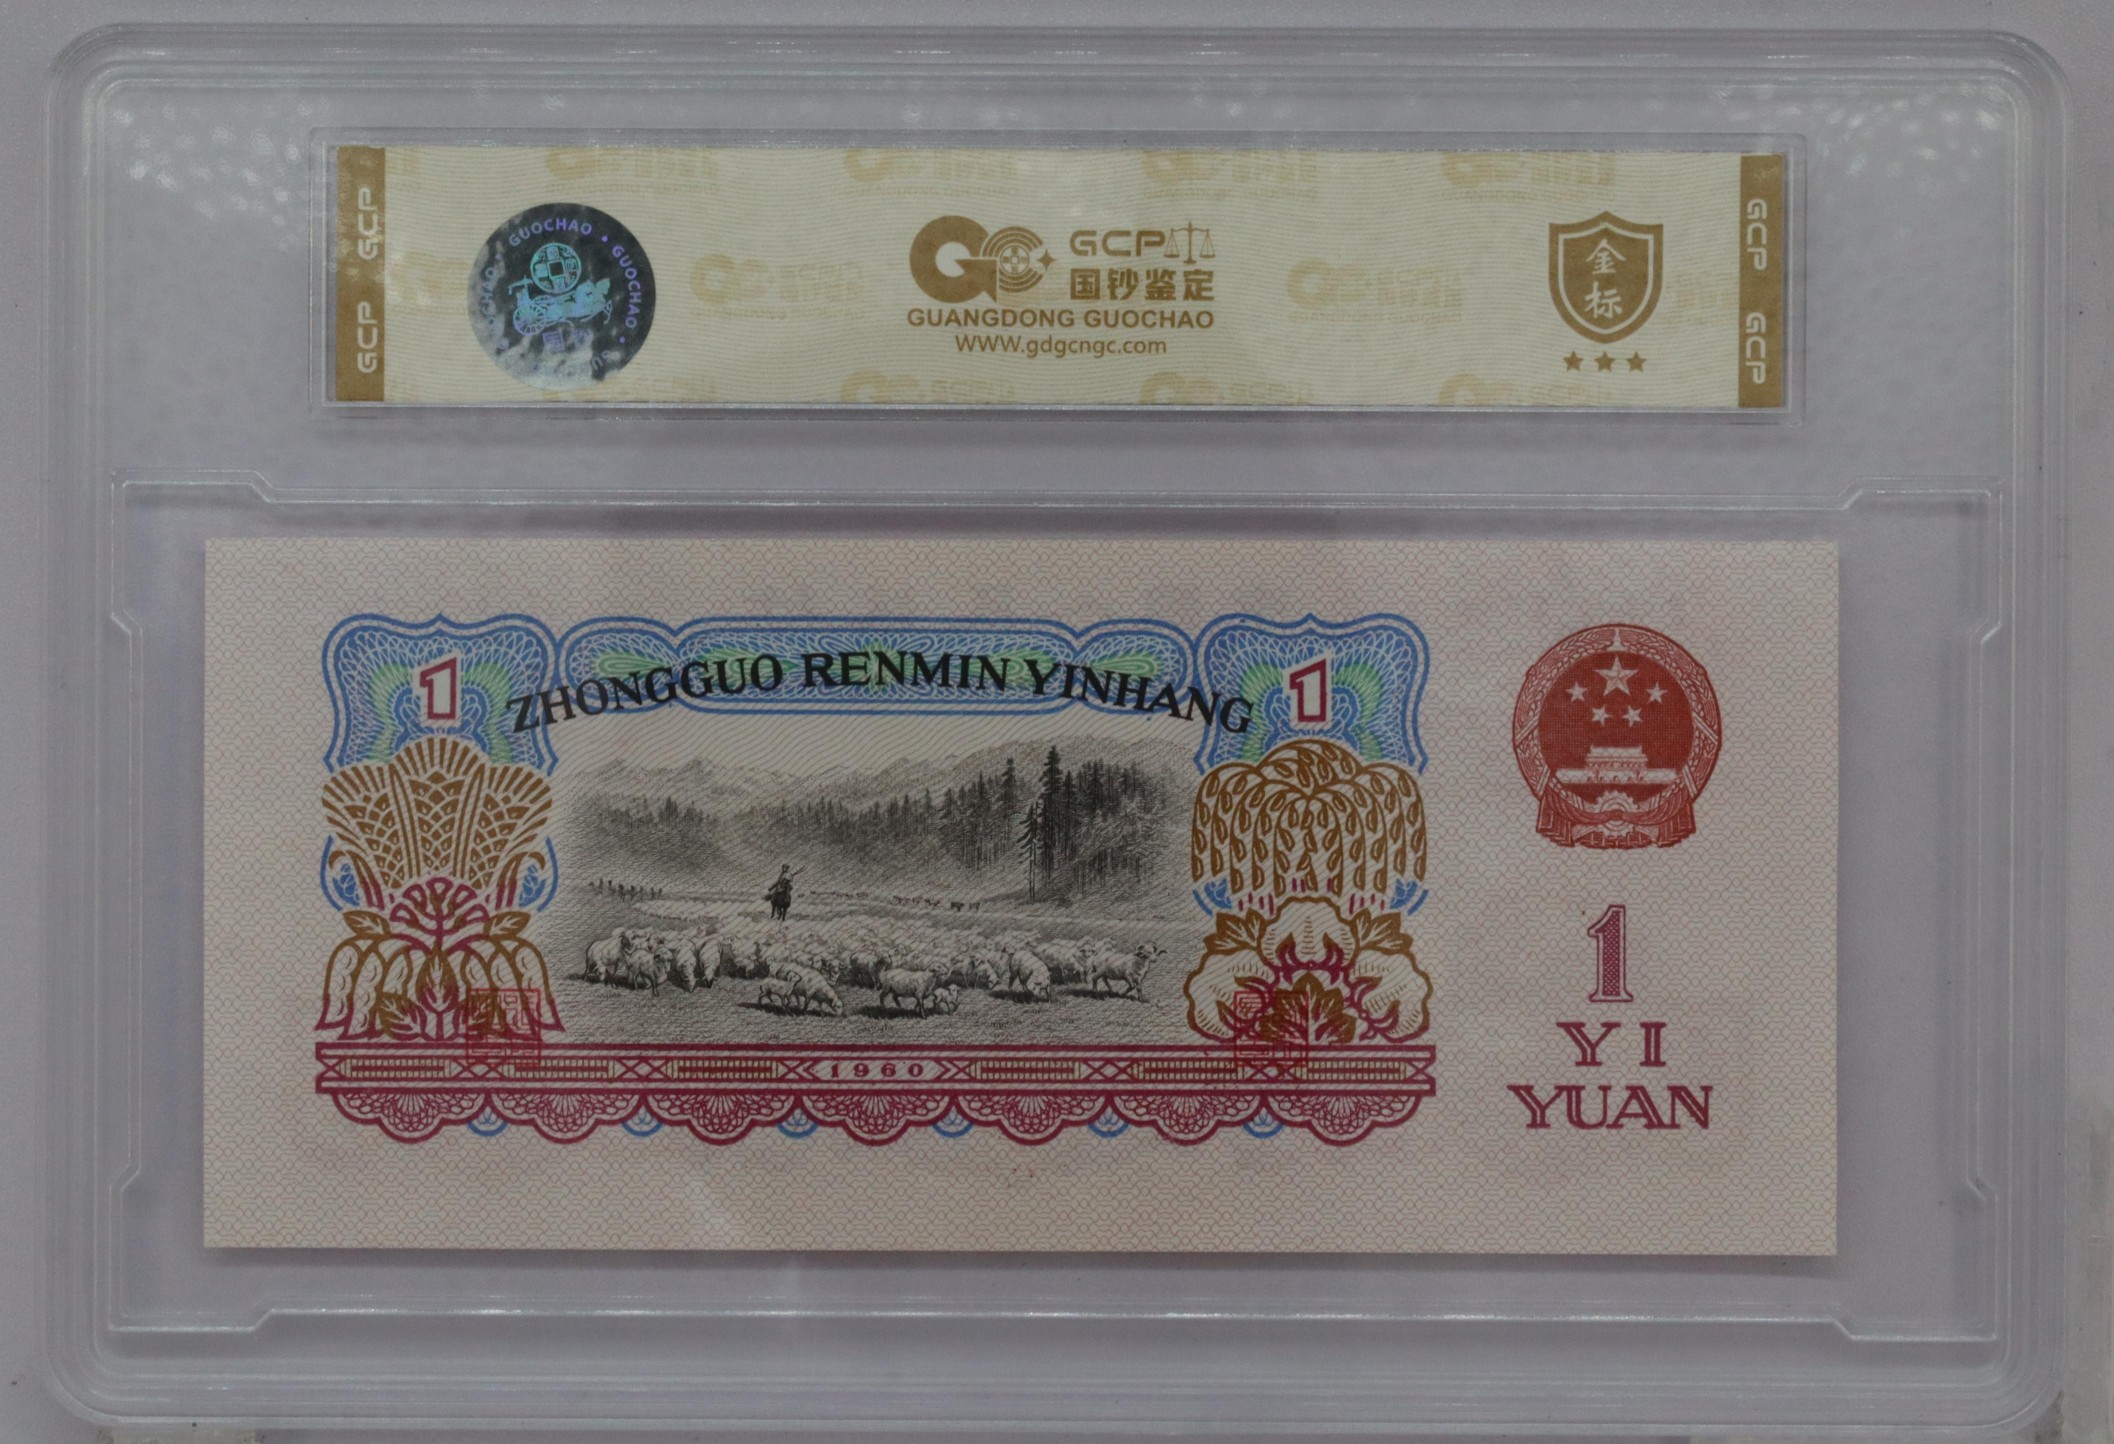 GCP
GCP
GUOCHAO • GUOCHAO
GCP
国钞鉴定
GUANGDONG GUOCHAO
WWW.gdgcngc.com
金
标
GCP
GCP
1
ZHONGGUO RENMIN YINHANG
1
1960
1
YI
YUAN